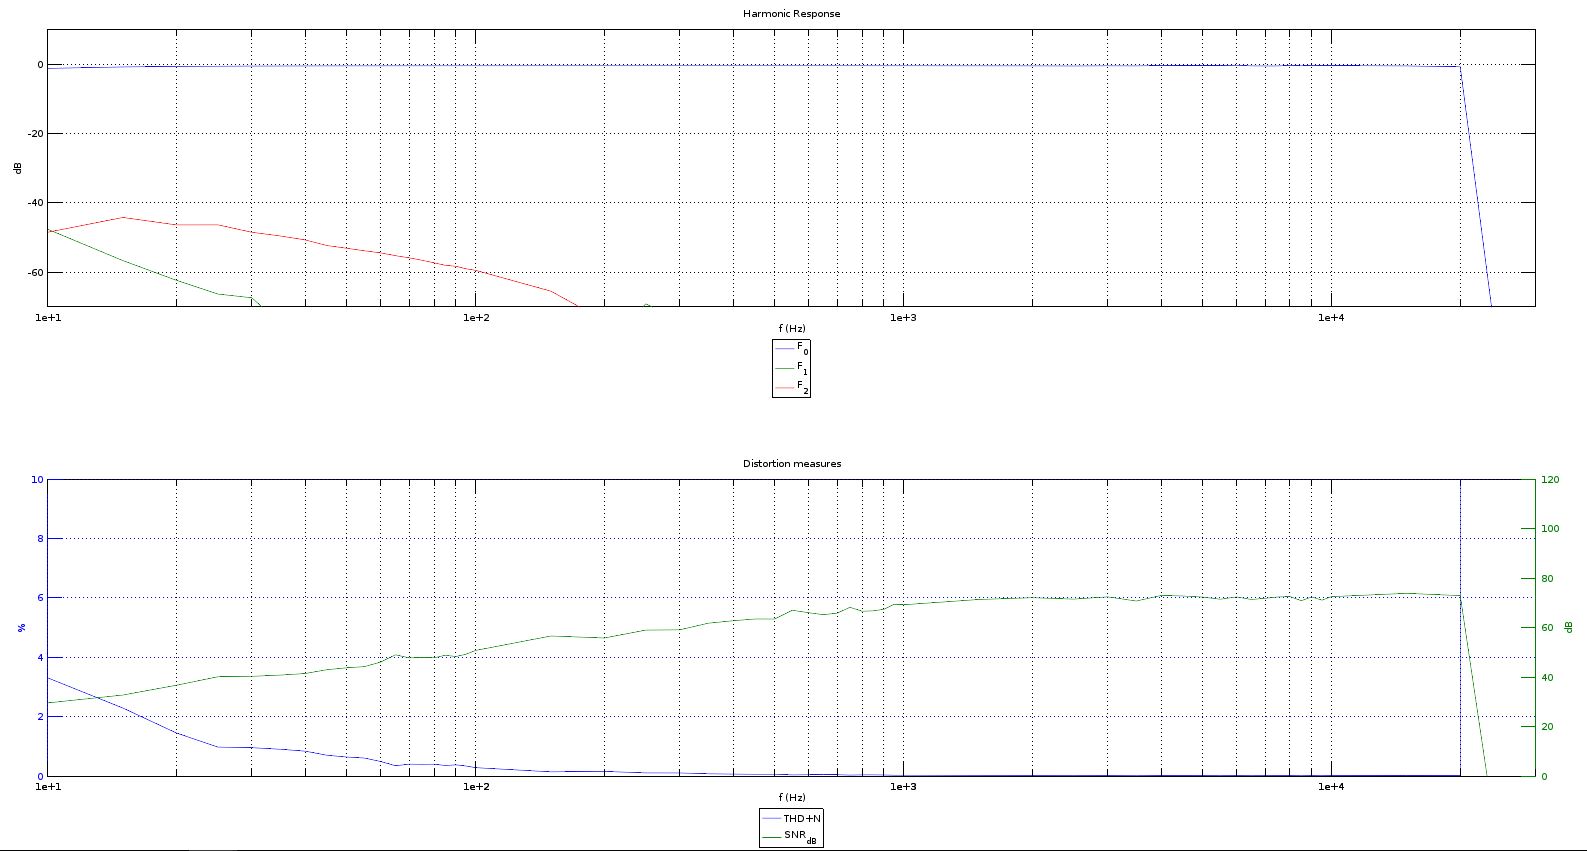 Harmonic Response
0
-20
-40
-60
dB
1e+1 1e+2 1e+3 1e+4
f (Hz)
F0
F1
F2
Distortion measures
10 120
100
8
80
6
60
4
40
2
20
0 0
%
dB
1e+1 1e+2 1e+3 1e+4
f (Hz)
THD+N
SNRdB